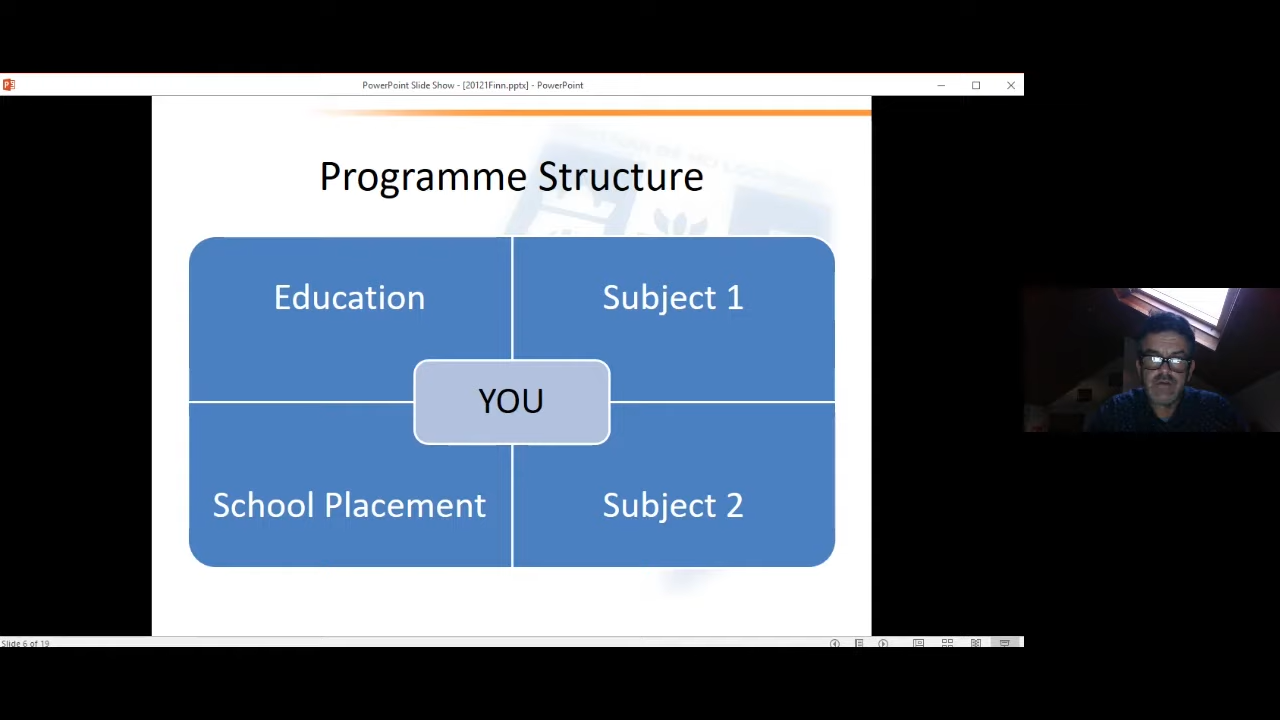 PowerPoint Slide Show - [20121Finn.pptx] - PowerPoint
Programme Structure
Education
Subject 1
YOU
School Placement
Subject 2
Slide 6 of 19